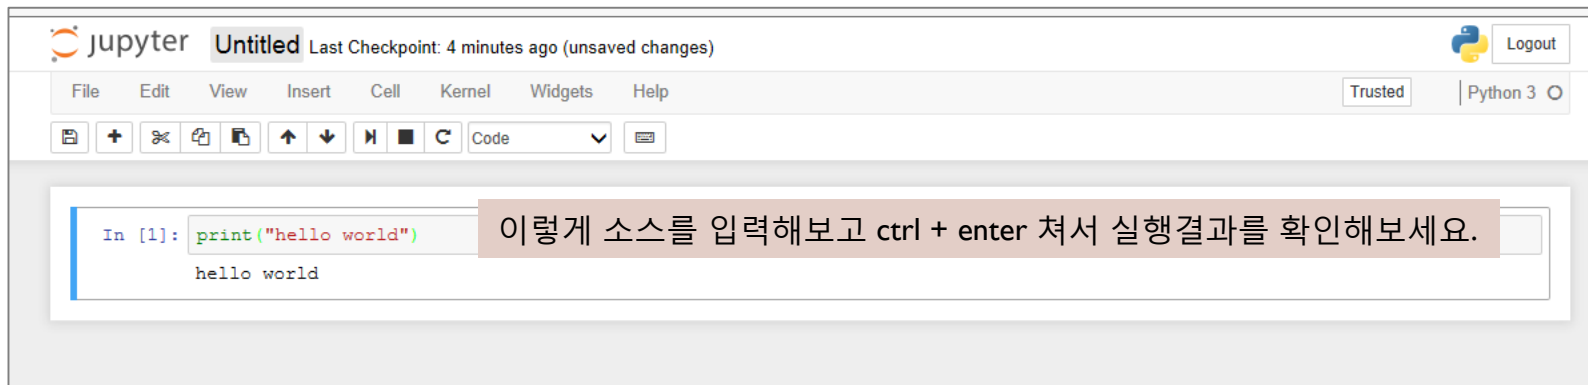 jupyter Untitled Last Checkpoint: 4 minutes ago (unsaved changes) Logout
File Edit View Insert Cell Kernel Widgets Help Trusted Python 3
Code
In [1]: print("hello world") 이렇게 소스를 입력해보고 ctrl + enter 쳐서 실행결과를 확인해보세요.
hello world